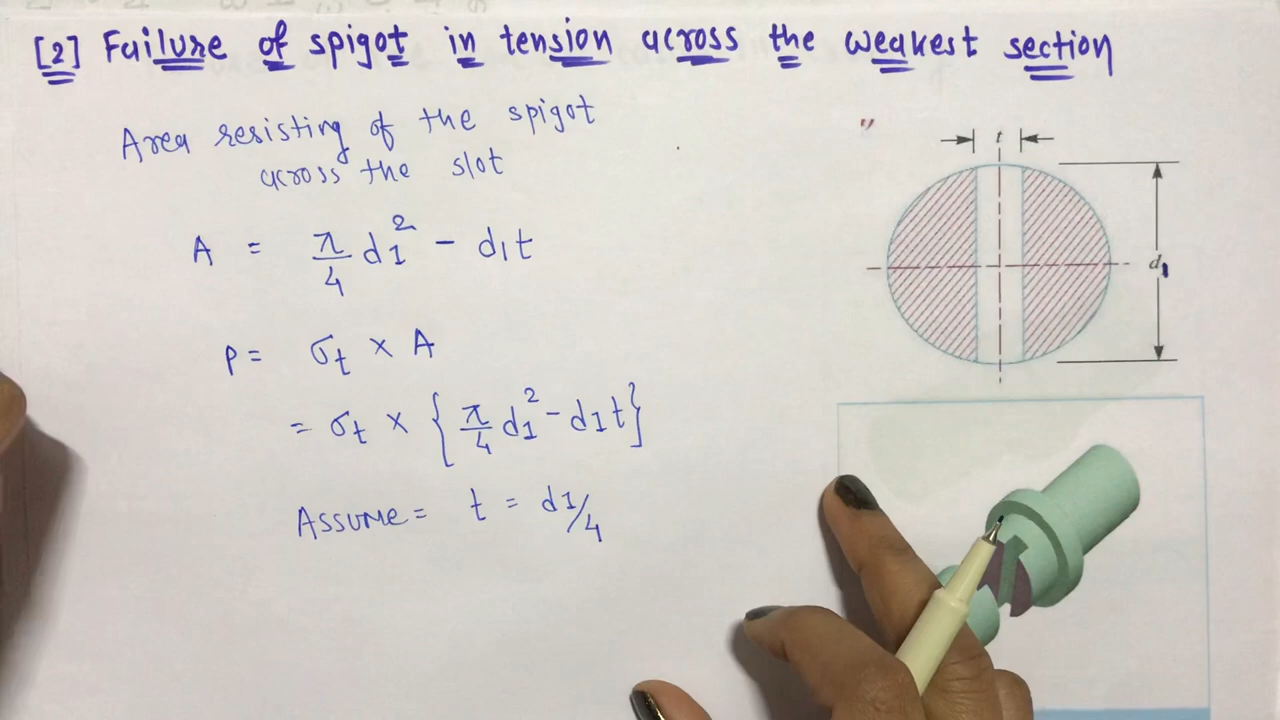 [2] Failure of spigot in tension across the weakest section
Area resisting of the spigot
across the slot
A = π/4 d1² - d1t
P = σt × A
= σt × { π/4 d1² - d1t }
ASSUME = t = d1/4
"
t
d1